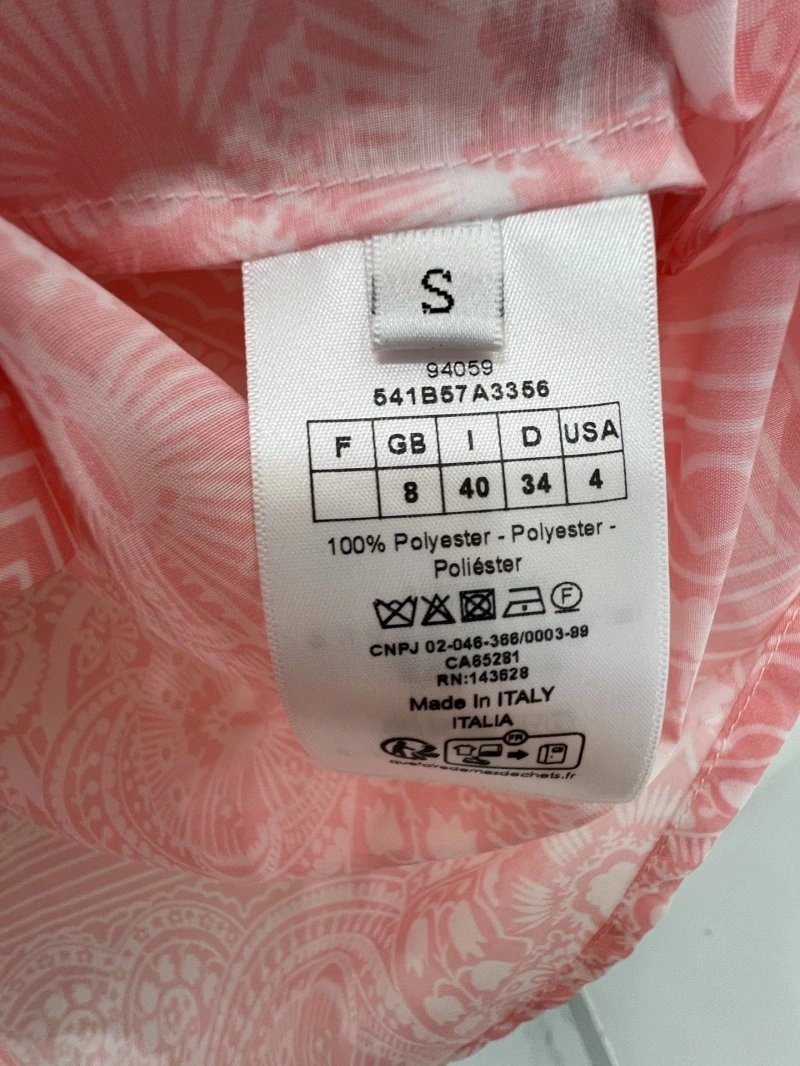 S
94059
541B57A3356
F GB I D USA
8 40 34 4
100% Polyester - Polyester -
Poliéster
F
CNPJ 02-046-366/0003-99
CA65281
RN:143628
Made In ITALY
ITALIA
FR
quefairedemesdechets.fr